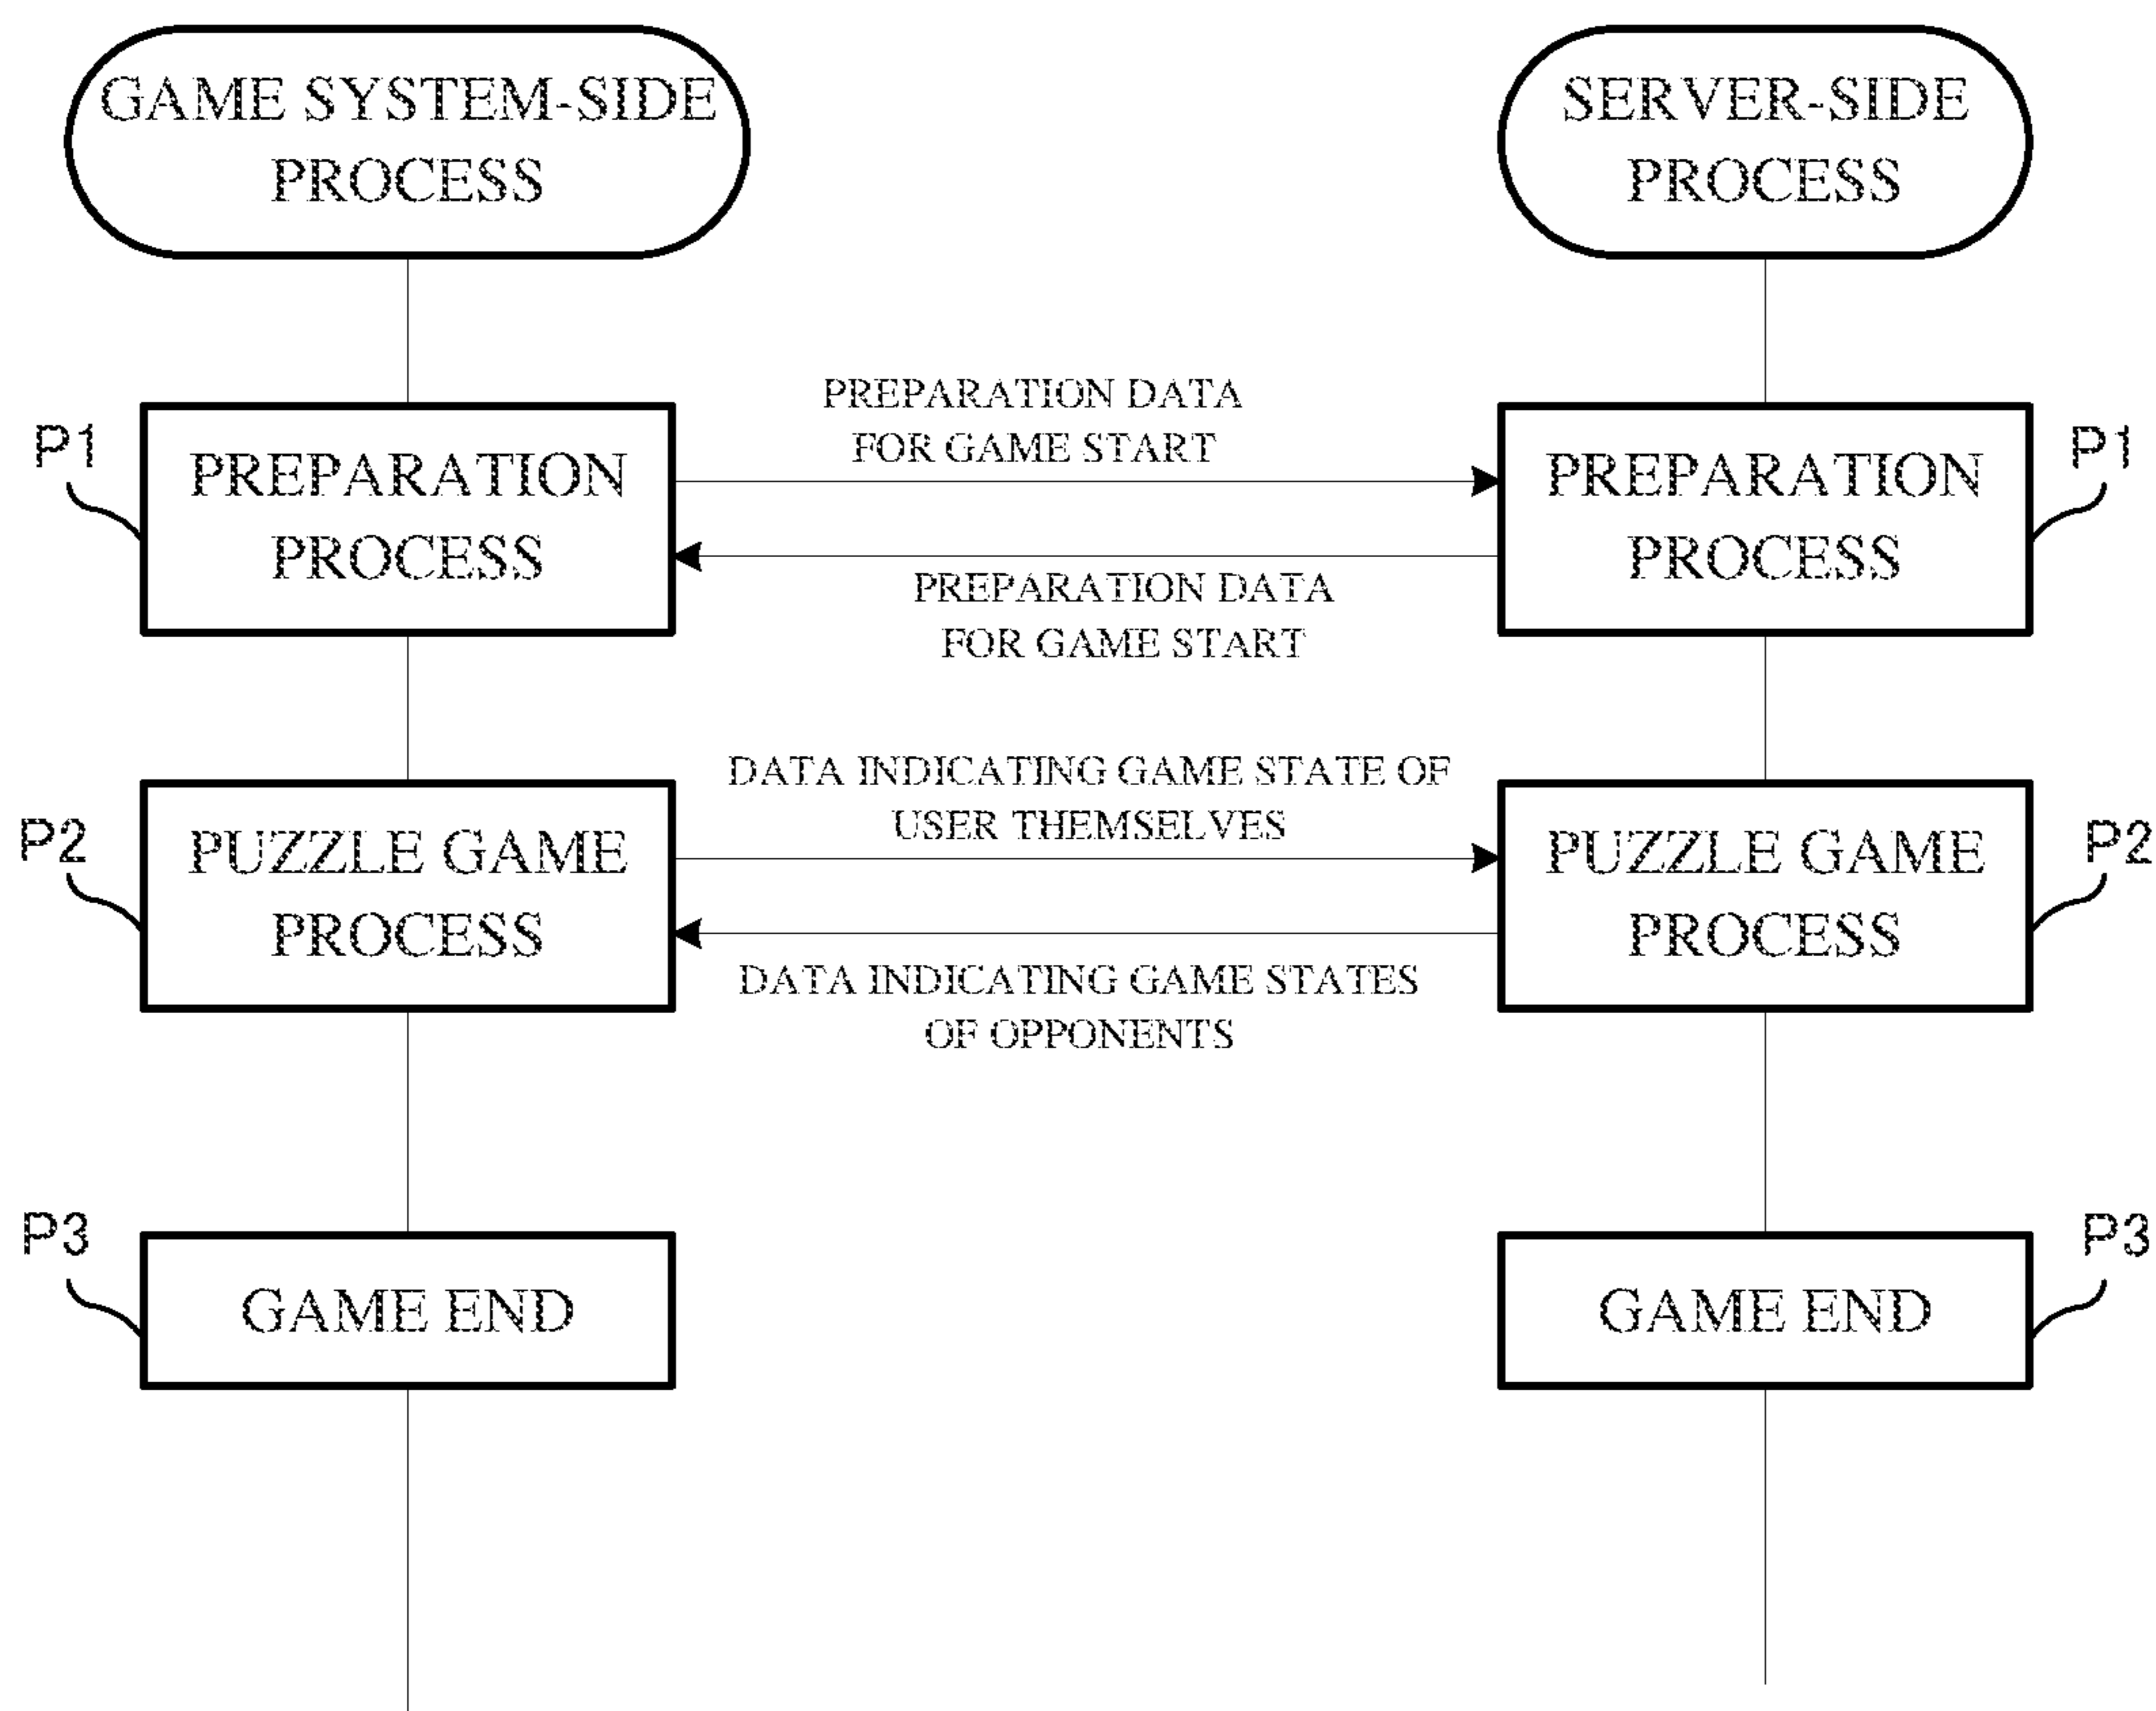 GAME SYSTEM-SIDE
PROCESS
SERVER-SIDE
PROCESS
P1
PREPARATION
PROCESS
PREPARATION DATA
FOR GAME START
PREPARATION DATA
FOR GAME START
PREPARATION
PROCESS
P1
P2
PUZZLE GAME
PROCESS
DATA INDICATING GAME STATE OF
USER THEMSELVES
DATA INDICATING GAME STATES
OF OPPONENTS
PUZZLE GAME
PROCESS
P2
P3
GAME END
GAME END
P3